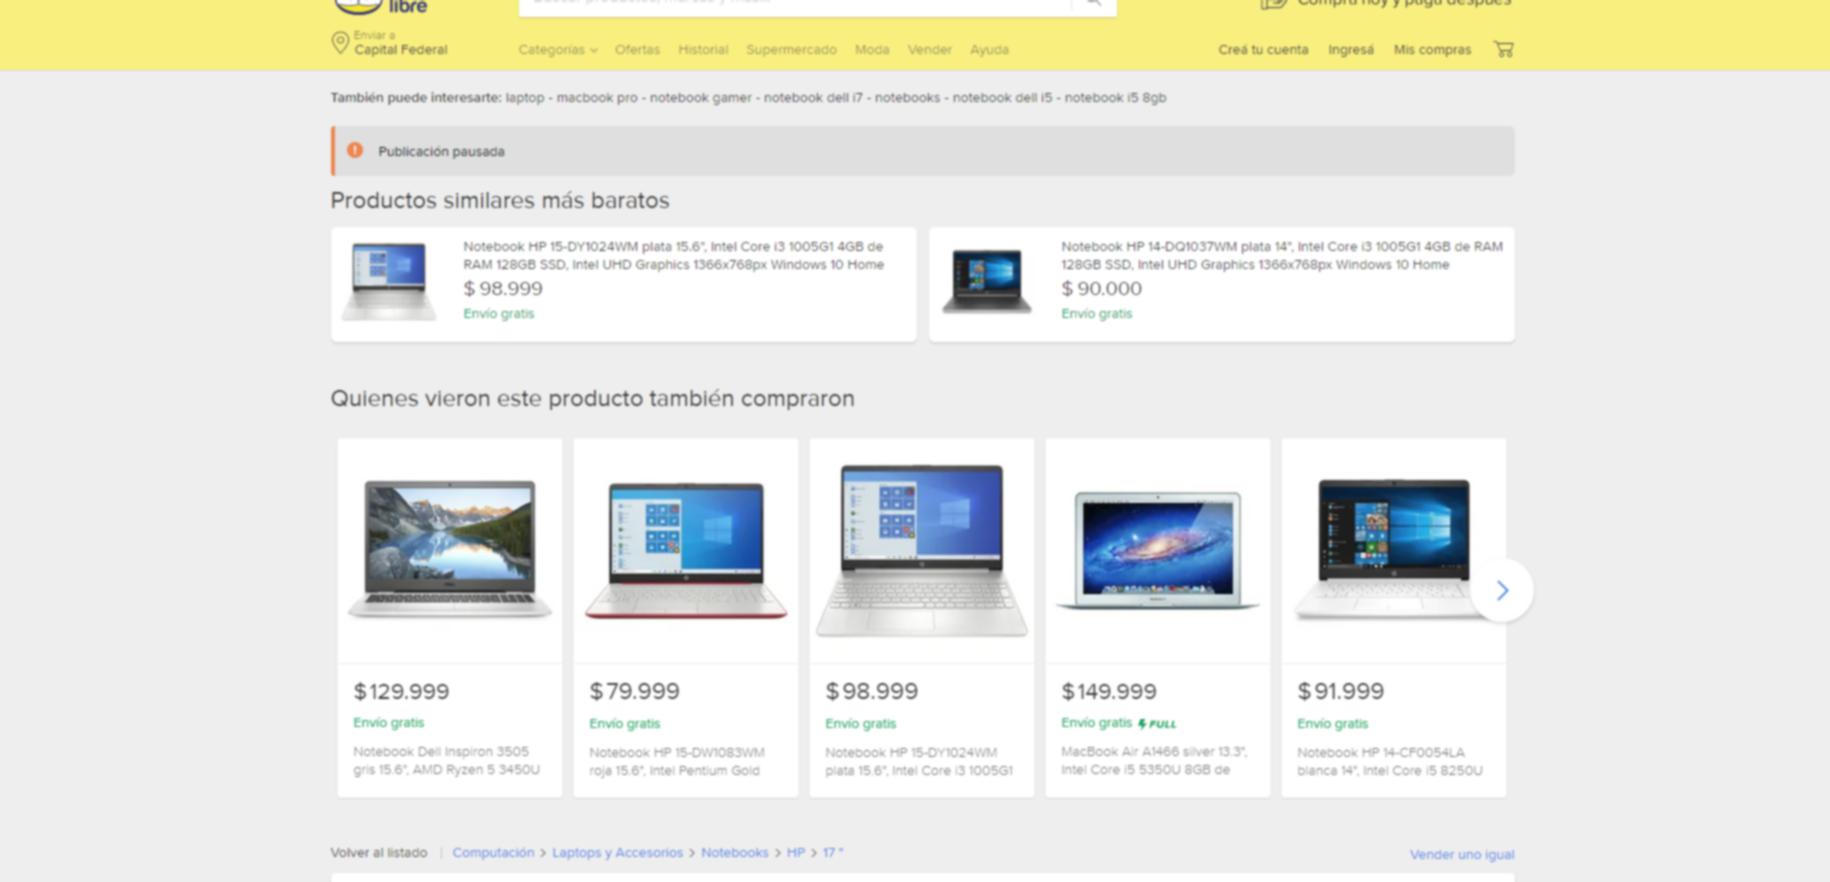 libre
Compra hoy y paga después
Enviar a
Capital Federal
Categorías Ofertas Historial Supermercado Moda Vender Ayuda
Creá tu cuenta Ingresá Mis compras
También puede interesarte: laptop - macbook pro - notebook gamer - notebook dell i7 - notebooks - notebook dell i5 - notebook i5 8gb
Publicación pausada
Productos similares más baratos
Notebook HP 15-DY1024WM plata 15.6", Intel Core i3 1005G1 4GB de
RAM 128GB SSD, Intel UHD Graphics 1366x768px Windows 10 Home
$ 98.999
Envío gratis
Notebook HP 14-DQ1037WM plata 14", Intel Core i3 1005G1 4GB de RAM
128GB SSD, Intel UHD Graphics 1366x768px Windows 10 Home
$ 90.000
Envío gratis
Quienes vieron este producto también compraron
$ 129.999
Envío gratis
Notebook Dell Inspiron 3505
gris 15.6", AMD Ryzen 5 3450U
$ 79.999
Envío gratis
Notebook HP 15-DW1083WM
roja 15.6", Intel Pentium Gold
$ 98.999
Envío gratis
Notebook HP 15-DY1024WM
plata 15.6", Intel Core i3 1005G1
$ 149.999
Envío gratis FULL
MacBook Air A1466 silver 13.3",
Intel Core i5 5350U 8GB de
$ 91.999
Envío gratis
Notebook HP 14-CF0054LA
blanca 14", Intel Core i5 8250U
Volver al listado | Computación > Laptops y Accesorios > Notebooks > HP > 17 "
Vender uno igual